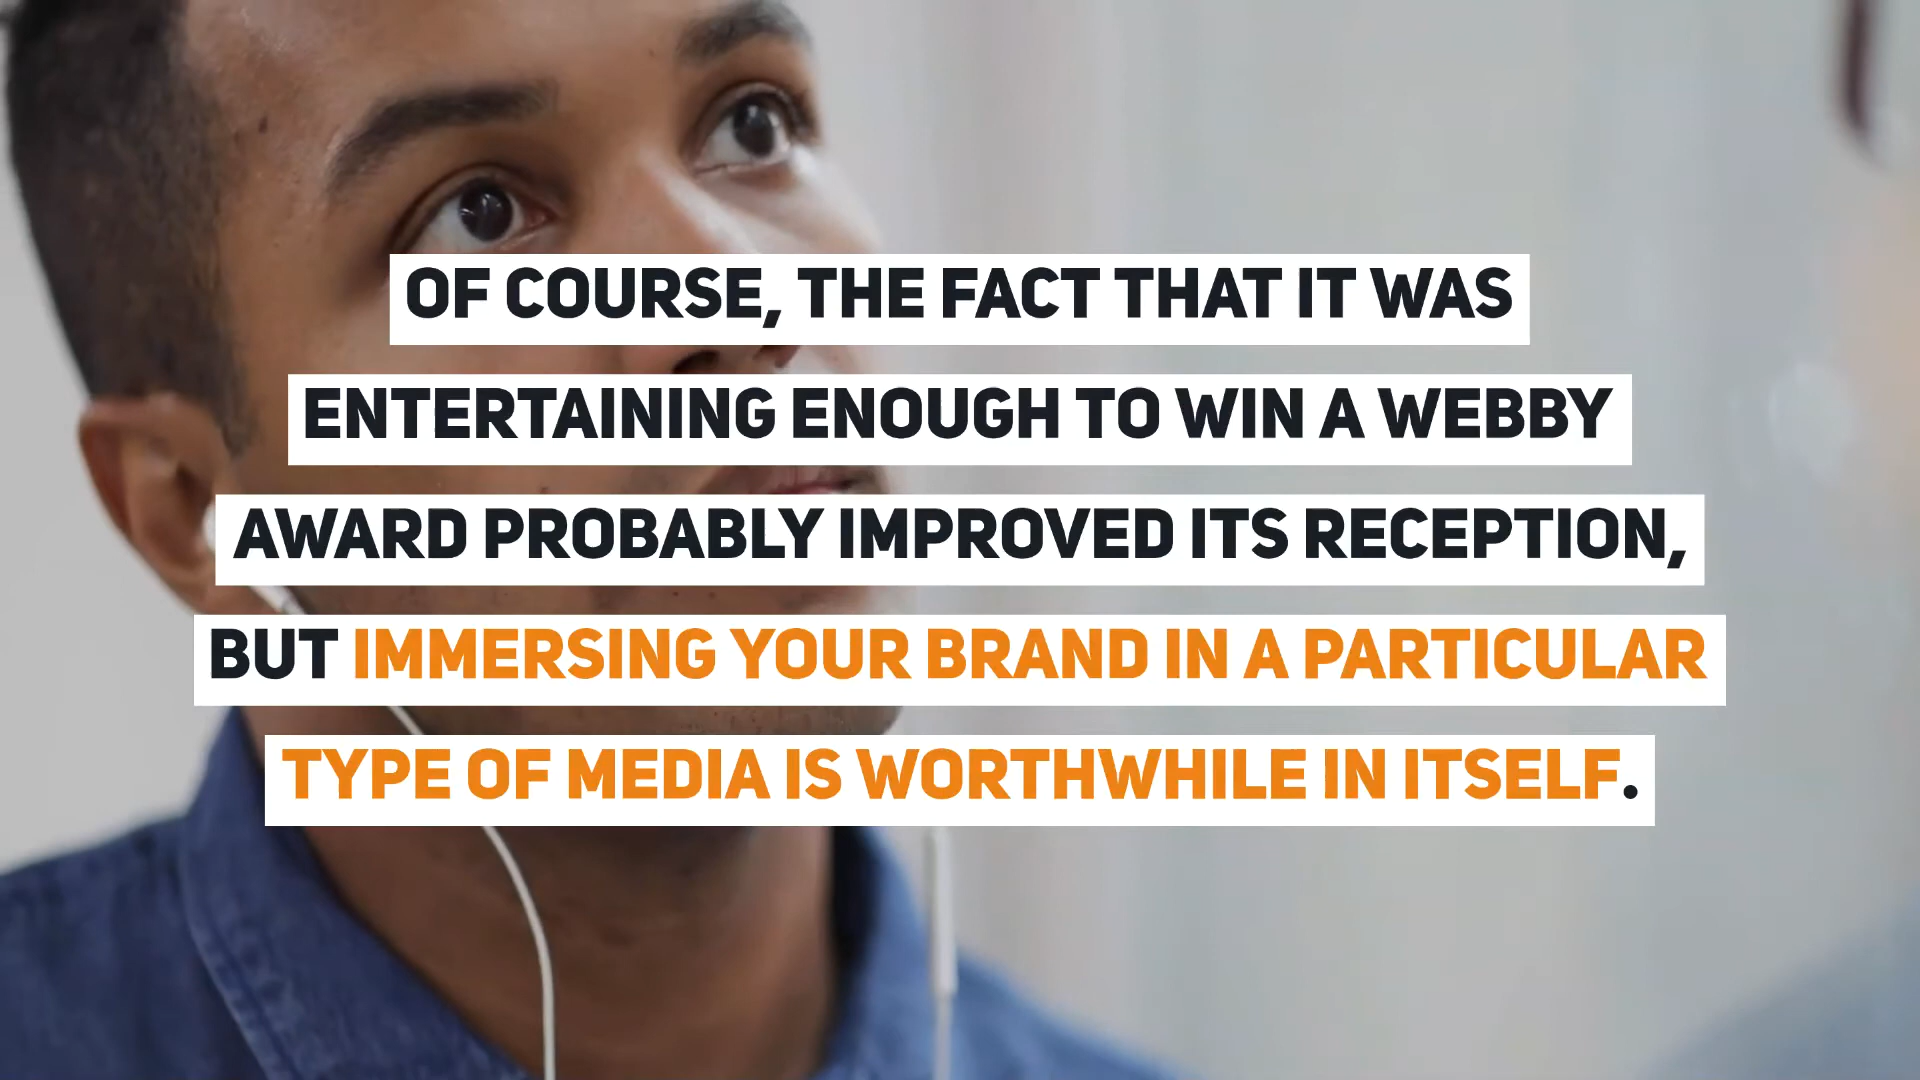 OF COURSE, THE FACT THAT IT WAS
ENTERTAINING ENOUGH TO WIN A WEBBY
AWARD PROBABLY IMPROVED ITS RECEPTION,
BUT IMMERSING YOUR BRAND IN A PARTICULAR
TYPE OF MEDIA IS WORTHWHILE IN ITSELF.